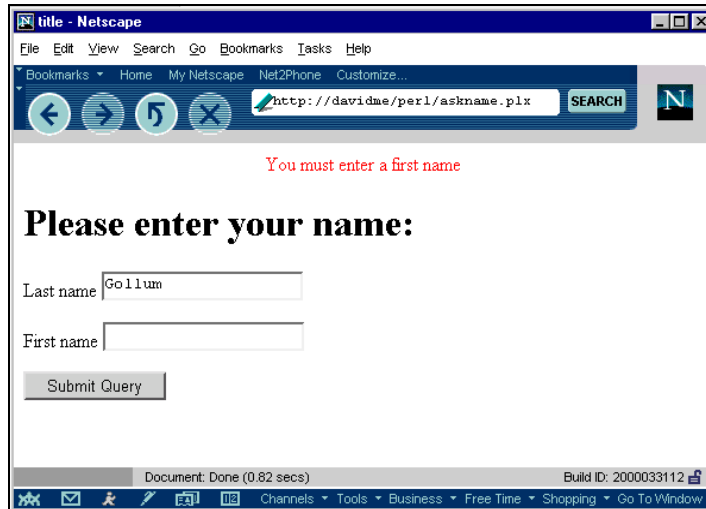 N title - Netscape
File Edit View Search Go Bookmarks Tasks Help
Bookmarks Home My Netscape Net2Phone Customize...
http://davidme/perl/askname.plx SEARCH N
You must enter a first name
Please enter your name:
Last name Gollum
First name
Submit Query
Document: Done (0.82 secs) Build ID: 2000033112
Channels Tools Business Free Time Shopping Go To Window